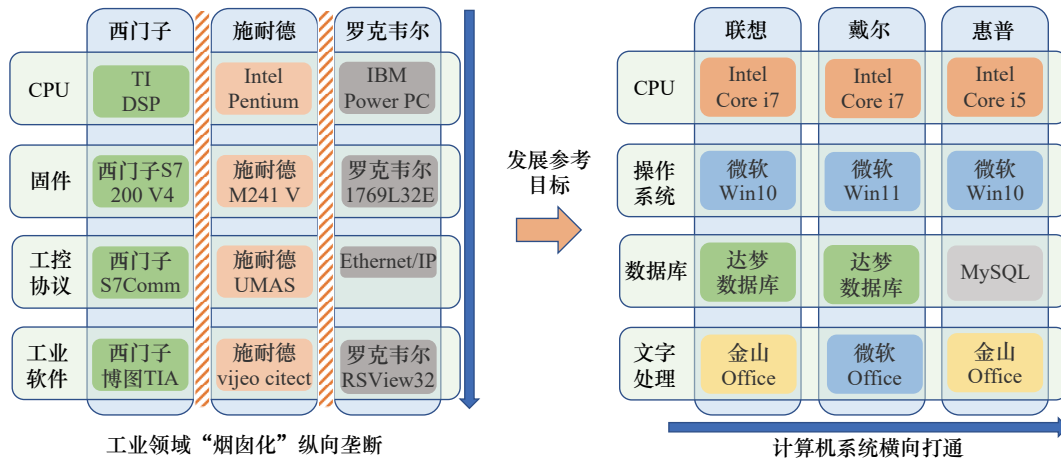 西门子
施耐德
罗克韦尔
CPU
TI
DSP
Intel
Pentium
IBM
Power PC
固件
西门子S7
200 V4
施耐德
M241 V
罗克韦尔
1769L32E
工控
协议
西门子
S7Comm
施耐德
UMAS
Ethernet/IP
工业
软件
西门子
博图TIA
施耐德
vijeo citect
罗克韦尔
RSView32
工业领域“烟囱化”纵向垄断
发展参考
目标
联想
戴尔
惠普
CPU
Intel
Core i7
Intel
Core i7
Intel
Core i5
操作
系统
微软
Win10
微软
Win11
微软
Win10
数据库
达梦
数据库
达梦
数据库
MySQL
文字
处理
金山
Office
微软
Office
金山
Office
计算机系统横向打通